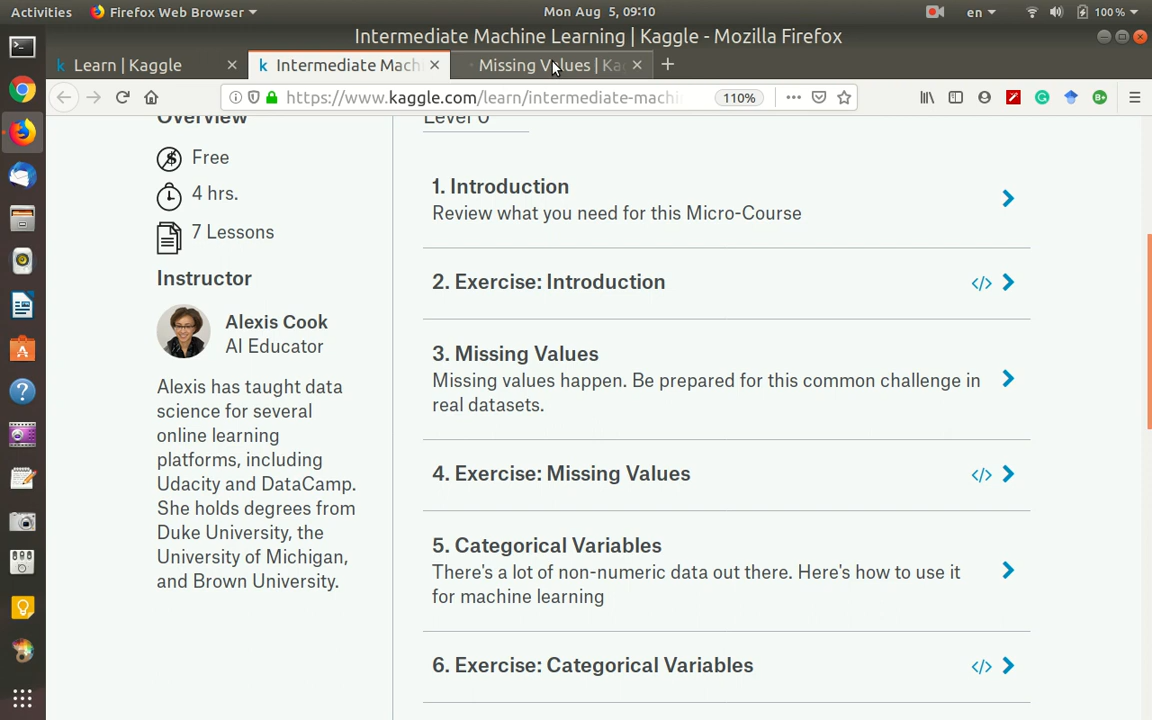 Activities
Firefox Web Browser
Mon Aug 5, 09:10
en
100%
Intermediate Machine Learning | Kaggle - Mozilla Firefox
k Learn | Kaggle
k Intermediate Mach
Missing Values | Ka
https://www.kaggle.com/learn/intermediate-machi
110%
Overview
Level 0
Free
4 hrs.
7 Lessons
Instructor
Alexis Cook
AI Educator
Alexis has taught data
science for several
online learning
platforms, including
Udacity and DataCamp.
She holds degrees from
Duke University, the
University of Michigan,
and Brown University.
1. Introduction
Review what you need for this Micro-Course
2. Exercise: Introduction
</>
3. Missing Values
Missing values happen. Be prepared for this common challenge in
real datasets.
4. Exercise: Missing Values
</>
5. Categorical Variables
There's a lot of non-numeric data out there. Here's how to use it
for machine learning
6. Exercise: Categorical Variables
</>